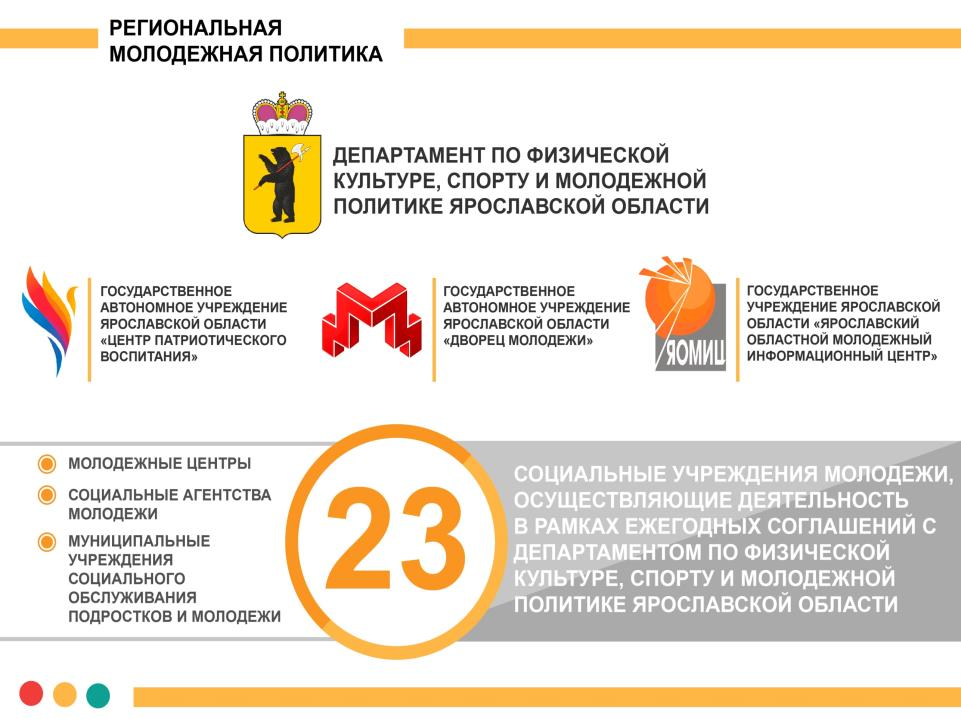 РЕГИОНАЛЬНАЯ
МОЛОДЕЖНАЯ ПОЛИТИКА
ДЕПАРТАМЕНТ ПО ФИЗИЧЕСКОЙ
КУЛЬТУРЕ, СПОРТУ И МОЛОДЕЖНОЙ
ПОЛИТИКЕ ЯРОСЛАВСКОЙ ОБЛАСТИ
ГОСУДАРСТВЕННОЕ
АВТОНОМНОЕ УЧРЕЖДЕНИЕ
ЯРОСЛАВСКОЙ ОБЛАСТИ
«ЦЕНТР ПАТРИОТИЧЕСКОГО
ВОСПИТАНИЯ»
ГОСУДАРСТВЕННОЕ
АВТОНОМНОЕ УЧРЕЖДЕНИЕ
ЯРОСЛАВСКОЙ ОБЛАСТИ
«ДВОРЕЦ МОЛОДЕЖИ»
ЯОМИЦ
ГОСУДАРСТВЕННОЕ
УЧРЕЖДЕНИЕ ЯРОСЛАВСКОЙ
ОБЛАСТИ «ЯРОСЛАВСКИЙ
ОБЛАСТНОЙ МОЛОДЕЖНЫЙ
ИНФОРМАЦИОННЫЙ ЦЕНТР»
МОЛОДЕЖНЫЕ ЦЕНТРЫ
СОЦИАЛЬНЫЕ АГЕНТСТВА
МОЛОДЕЖИ
МУНИЦИПАЛЬНЫЕ
УЧРЕЖДЕНИЯ
СОЦИАЛЬНОГО
ОБСЛУЖИВАНИЯ
ПОДРОСТКОВ И МОЛОДЕЖИ
23
СОЦИАЛЬНЫЕ УЧРЕЖДЕНИЯ МОЛОДЕЖИ,
ОСУЩЕСТВЛЯЮЩИЕ ДЕЯТЕЛЬНОСТЬ
В РАМКАХ ЕЖЕГОДНЫХ СОГЛАШЕНИЙ С
ДЕПАРТАМЕНТОМ ПО ФИЗИЧЕСКОЙ
КУЛЬТУРЕ, СПОРТУ И МОЛОДЕЖНОЙ
ПОЛИТИКЕ ЯРОСЛАВСКОЙ ОБЛАСТИ